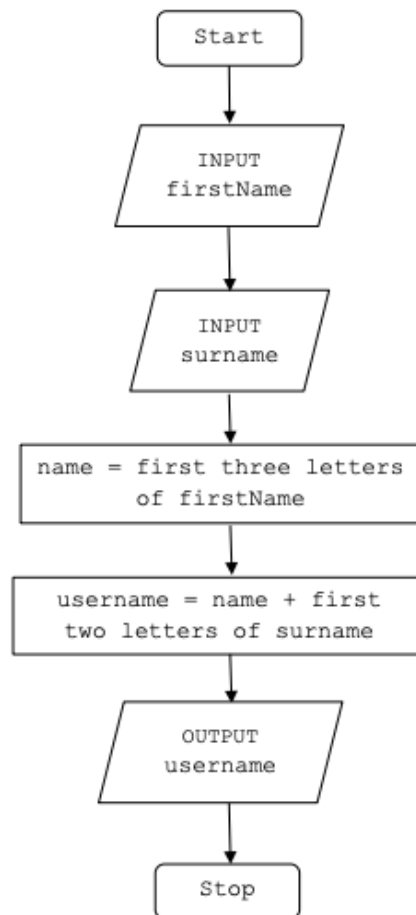 Start
INPUT
firstName
INPUT
surname
name = first three letters
of firstName
username = name + first
two letters of surname
OUTPUT
username
Stop